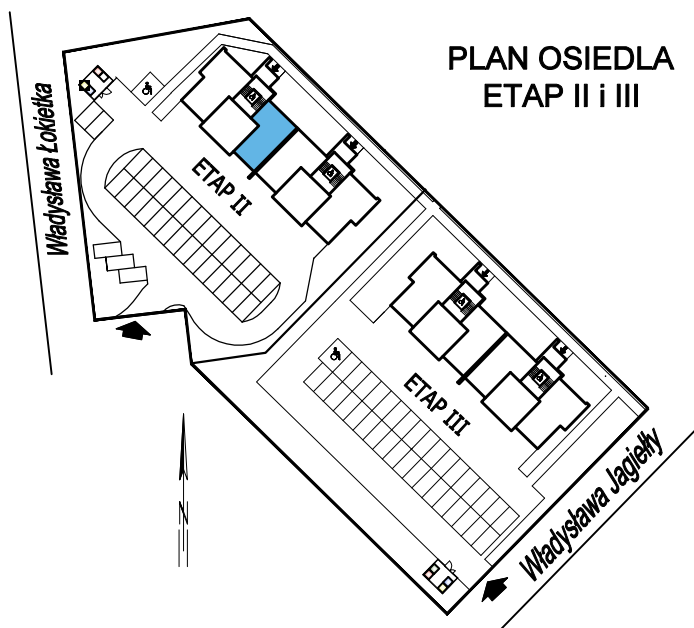 PLAN OSIEDLA
ETAP II i III
Władysława Łokietka
ETAP II
ETAP III
Władysława Jagiełły
N